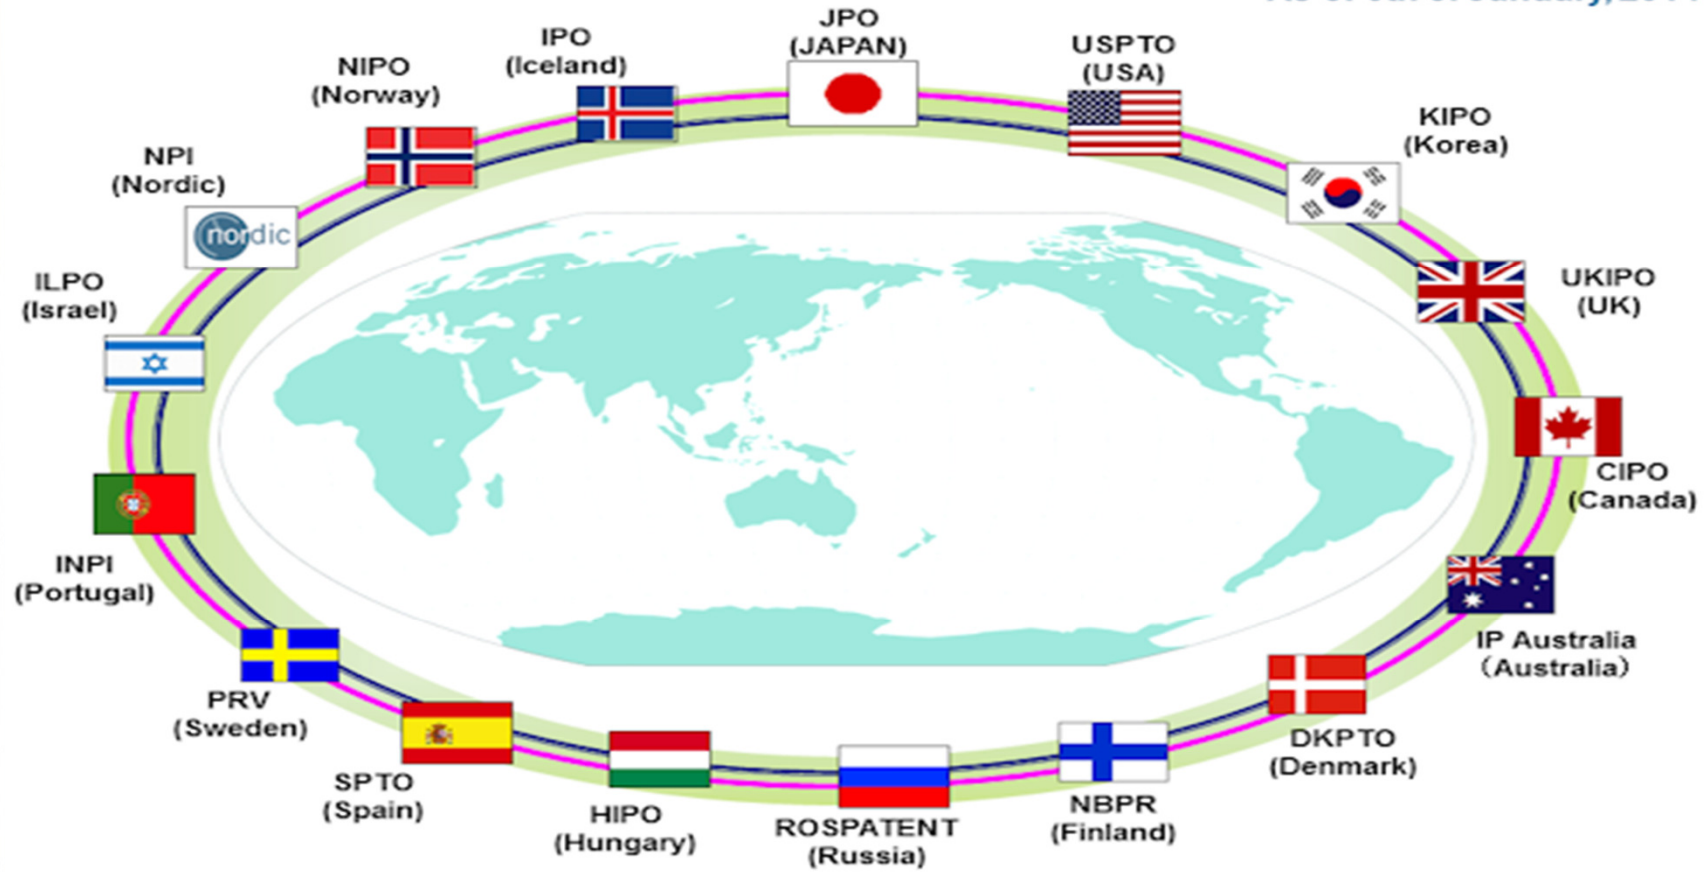 JPO
(JAPAN)
USPTO
(USA)
KIPO
(Korea)
UKIPO
(UK)
CIPO
(Canada)
IP Australia
（Australia）
DKPTO
(Denmark)
NBPR
(Finland)
ROSPATENT
(Russia)
HIPO
(Hungary)
SPTO
(Spain)
PRV
(Sweden)
INPI
(Portugal)
ILPO
(Israel)
NPI
(Nordic)
nordic
NIPO
(Norway)
IPO
(Iceland)